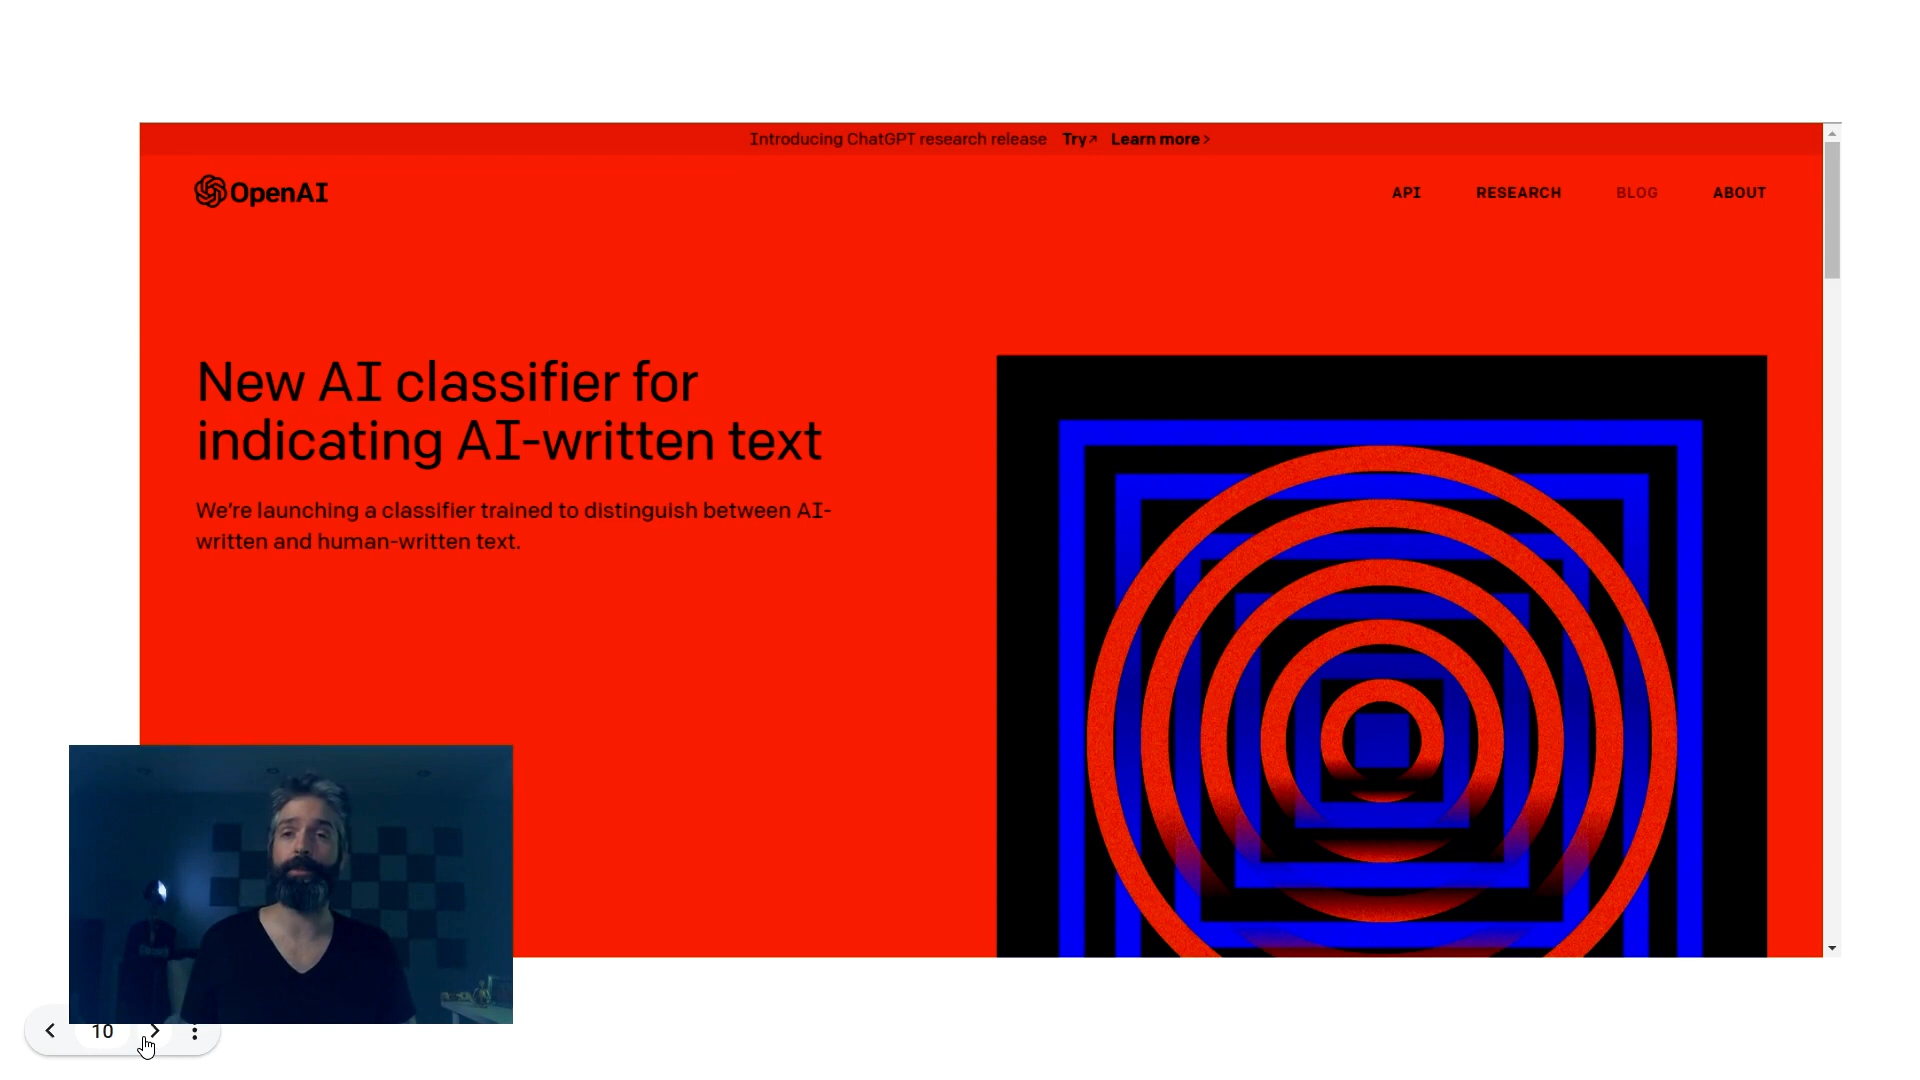 Introducing ChatGPT research release Try↗ Learn more >
OpenAI
API RESEARCH BLOG ABOUT
New AI classifier for
indicating AI-written text
We’re launching a classifier trained to distinguish between AI-
written and human-written text.
10